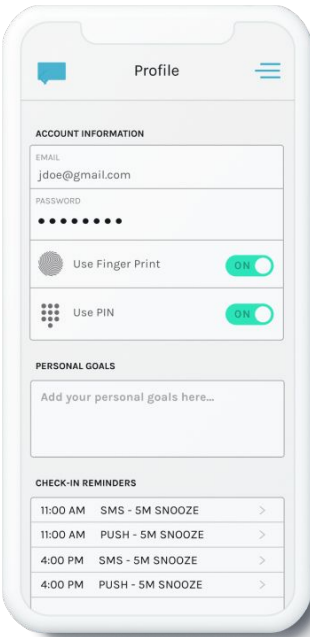 Profile
ACCOUNT INFORMATION
EMAIL
jdoe@gmail.com
PASSWORD
••••••••
Use Finger Print ON
Use PIN ON
PERSONAL GOALS
Add your personal goals here...
CHECK-IN REMINDERS
11:00 AM SMS - 5M SNOOZE
11:00 AM PUSH - 5M SNOOZE
4:00 PM SMS - 5M SNOOZE
4:00 PM PUSH - 5M SNOOZE